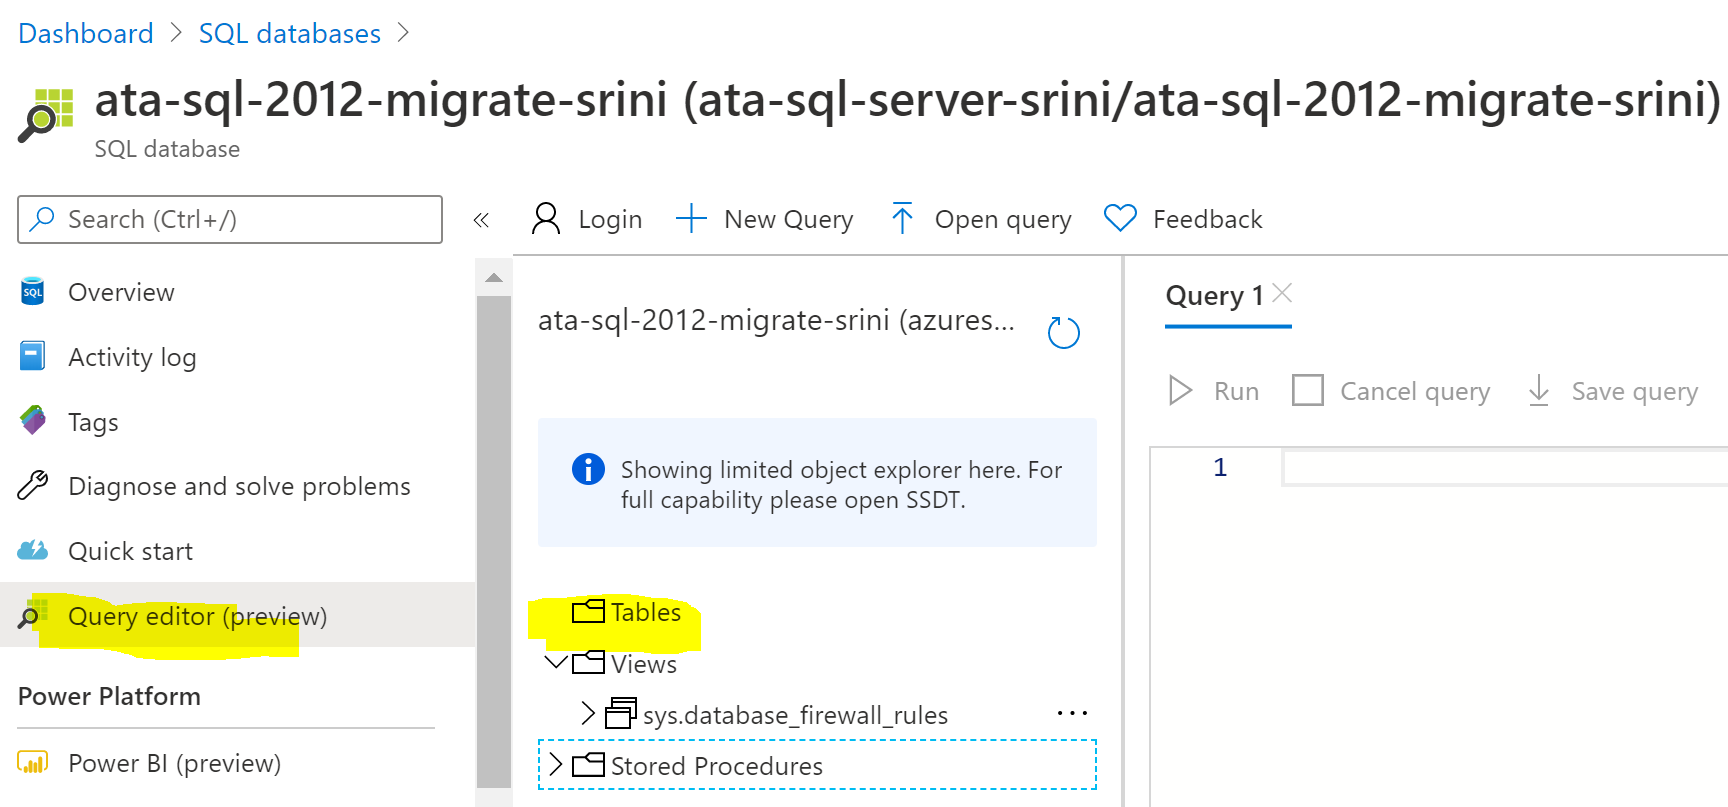 Dashboard > SQL databases >
ata-sql-2012-migrate-srini (ata-sql-server-srini/ata-sql-2012-migrate-srini)
SQL database
Search (Ctrl+/)
«
Login
New Query
Open query
Feedback
SQL
Overview
Activity log
Tags
Diagnose and solve problems
Quick start
Query editor (preview)
Power Platform
Power BI (preview)
ata-sql-2012-migrate-srini (azures...
Showing limited object explorer here. For
full capability please open SSDT.
Tables
Views
sys.database_firewall_rules
...
Stored Procedures
Query 1
Run
Cancel query
Save query
1